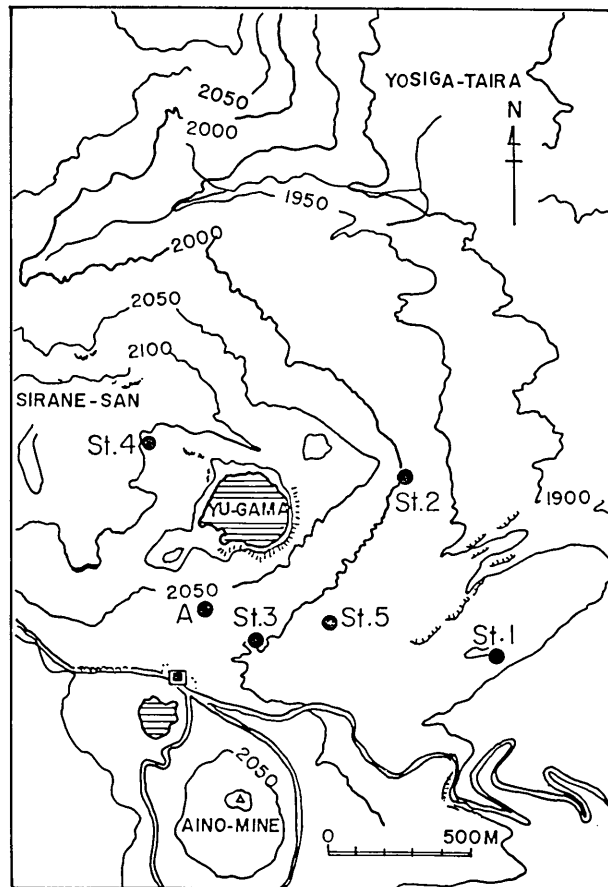 YOSIGA-TAIRA
2050
N
2000
1950
2000
2050
2100
SIRANE-SAN
St.4
YU-GAMA
St.2
1900
2050
A
St.3
St.5
St.1
2050
AINO-MINE
0
500M